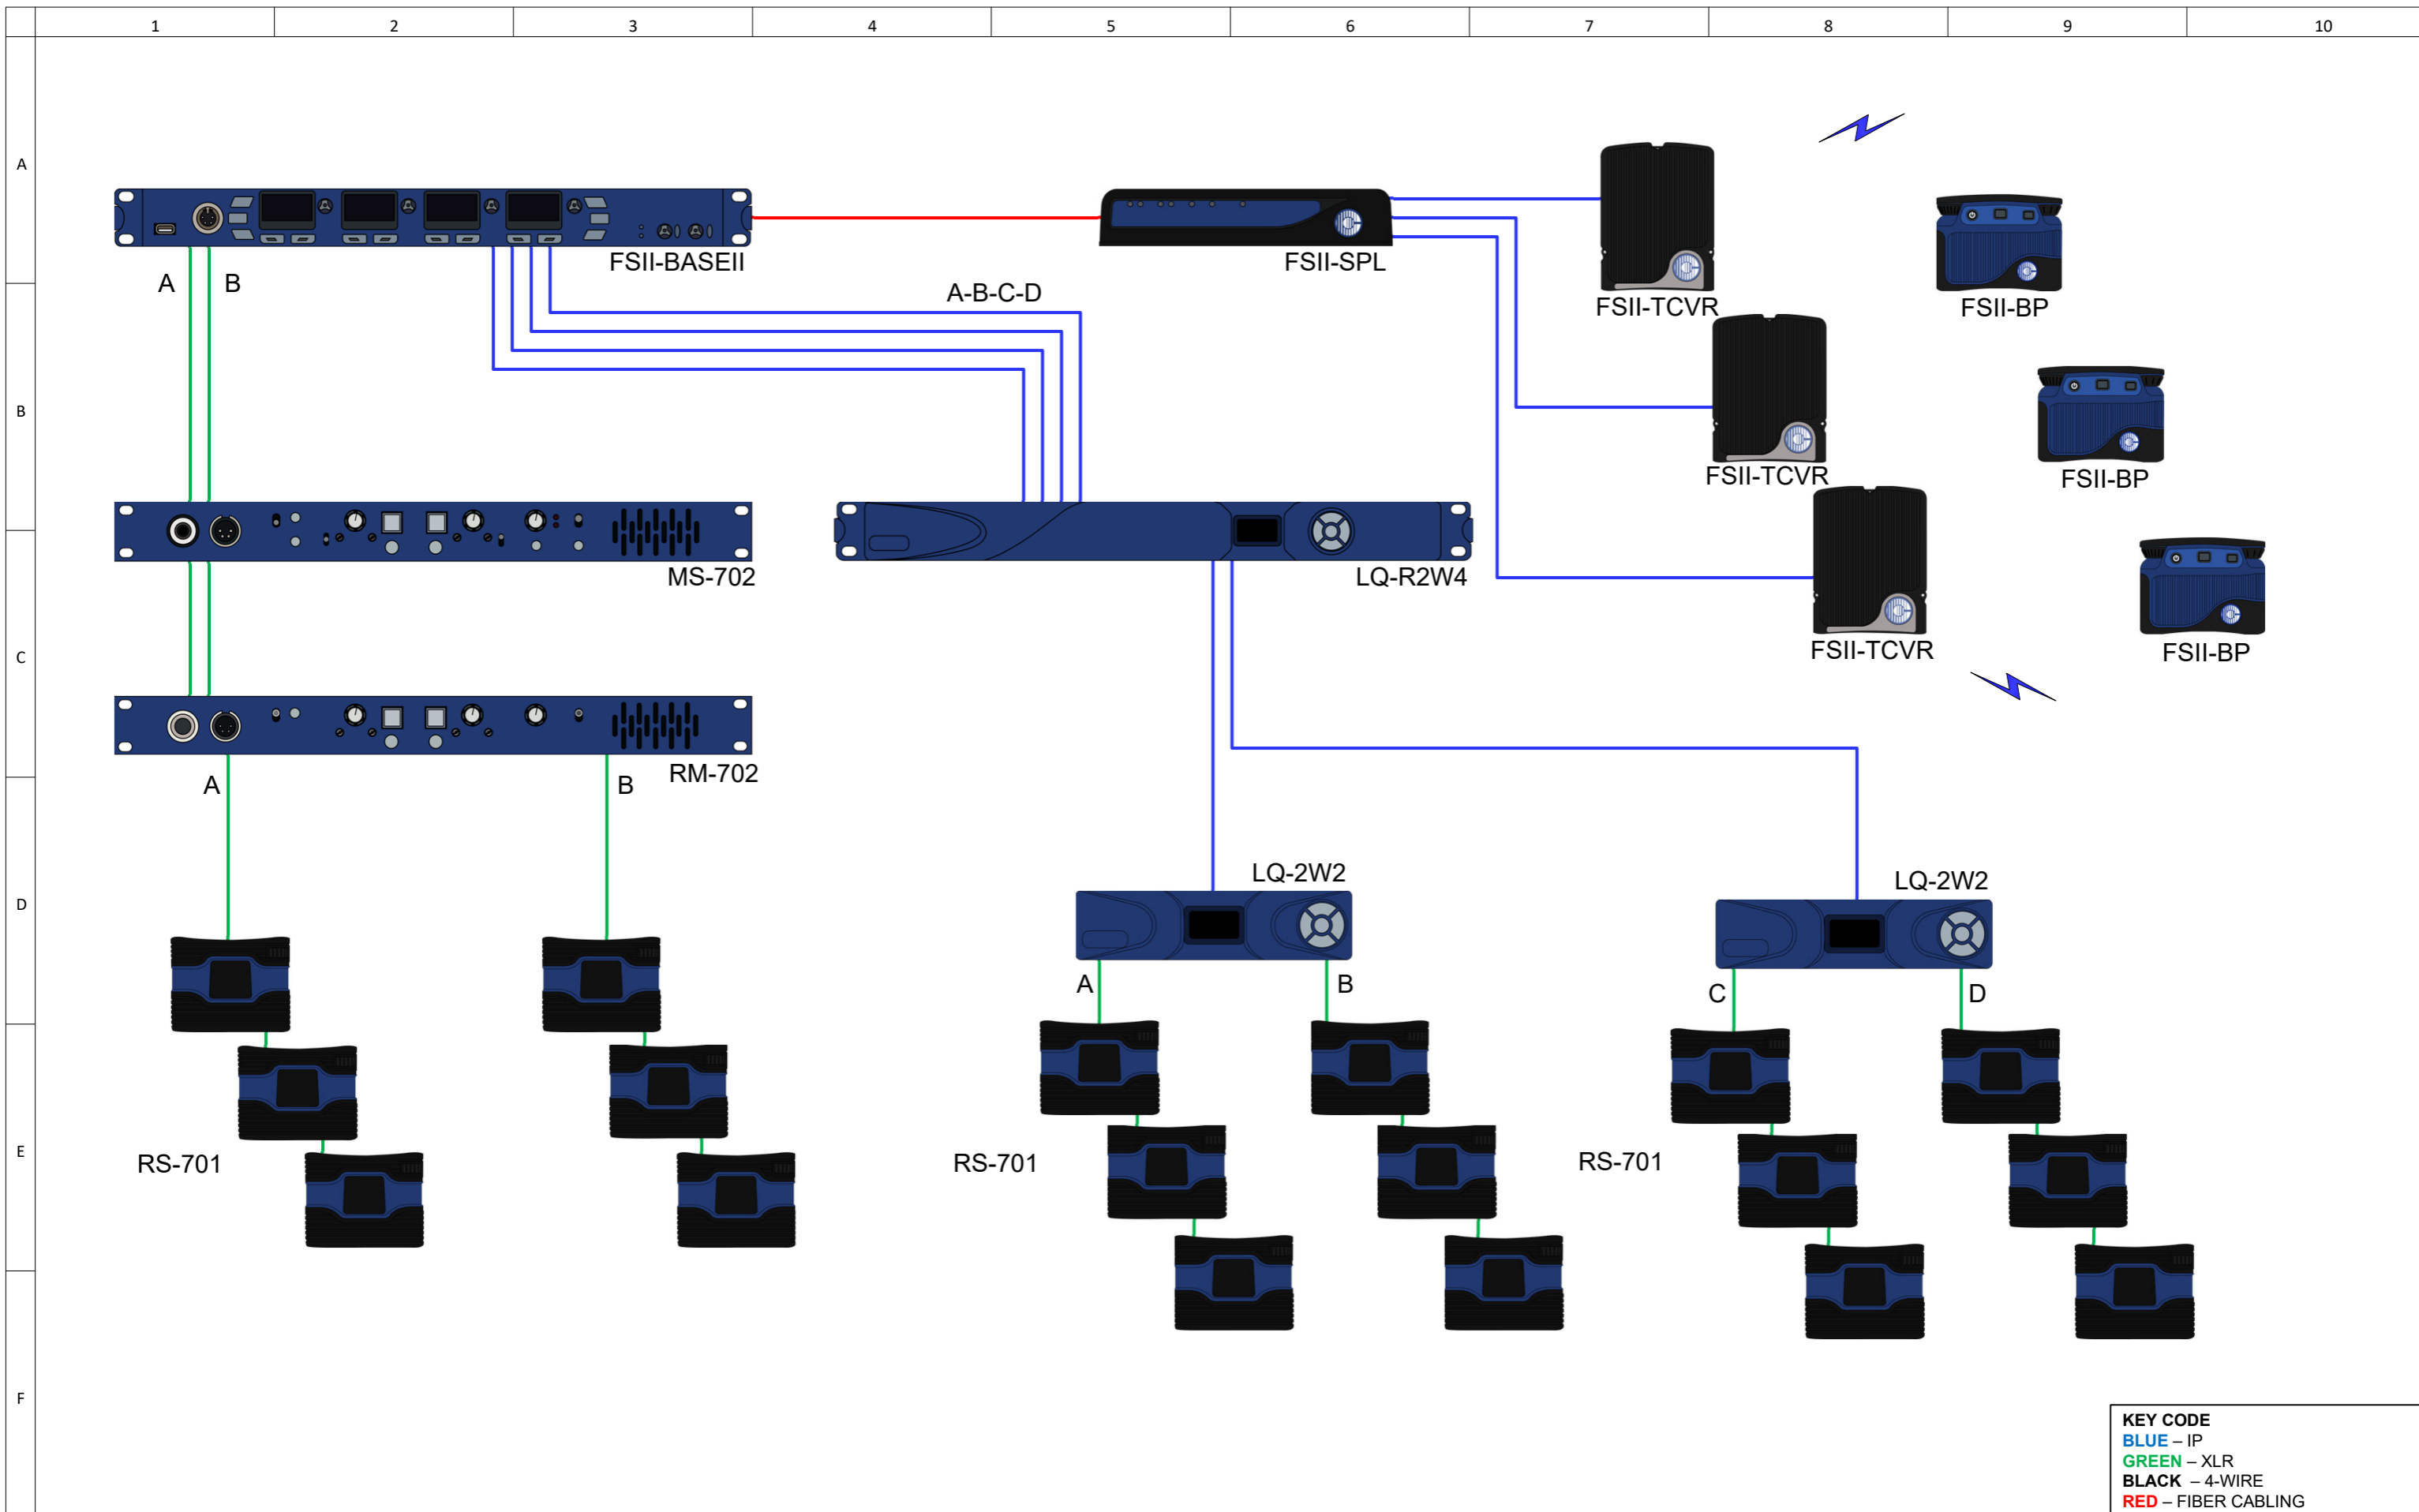 1 2 3 4 5 6 7 8 9 10
A
FSII-BASEII
FSII-SPL
A B
A-B-C-D
FSII-TCVR
FSII-BP
B
FSII-TCVR
FSII-BP
MS-702
LQ-R2W4
C
FSII-TCVR
FSII-BP
RM-702
A B
LQ-2W2
LQ-2W2
D
A B
C D
E
RS-701
RS-701
RS-701
F
KEY CODE
BLUE – IP
GREEN – XLR
BLACK – 4-WIRE
RED – FIBER CABLING